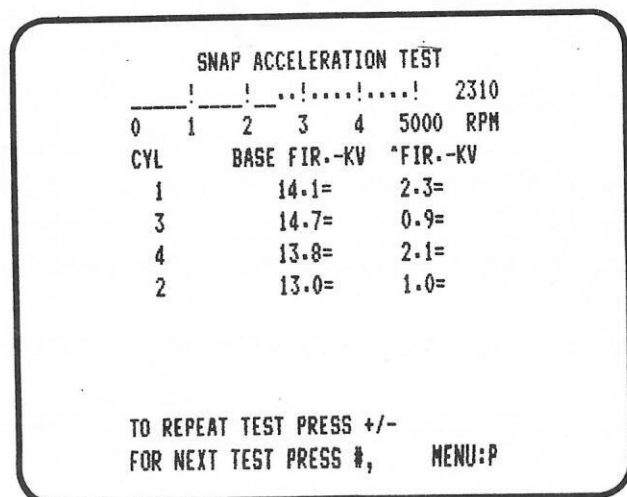 SNAP ACCELERATION TEST
_____!____!__..!....!....! 2310
0 1 2 3 4 5000 RPM
CYL BASE FIR.-KV ^FIR.-KV
1 14.1= 2.3=
3 14.7= 0.9=
4 13.8= 2.1=
2 13.0= 1.0=
TO REPEAT TEST PRESS +/-
FOR NEXT TEST PRESS #, MENU:P